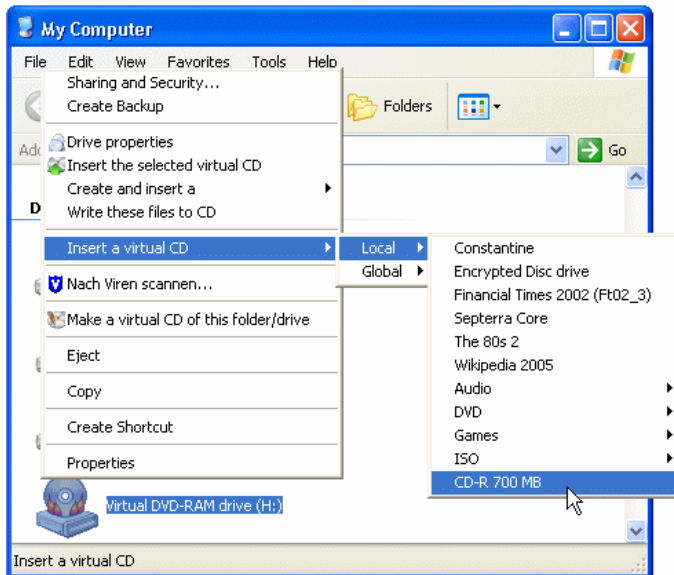 My Computer
File Edit View Favorites Tools Help
Sharing and Security...
Create Backup
Folders
Drive properties
Go
Insert the selected virtual CD
Create and insert a
Write these files to CD
D
Insert a virtual CD
Local
Global
Constantine
Encrypted Disc drive
Financial Times 2002 (Ft02_3)
Septerra Core
The 80s 2
Wikipedia 2005
Audio
DVD
Games
ISO
CD-R 700 MB
Nach Viren scannen...
Make a virtual CD of this folder/drive
Eject
Copy
Create Shortcut
Properties
Virtual DVD-RAM drive (H:)
Insert a virtual CD